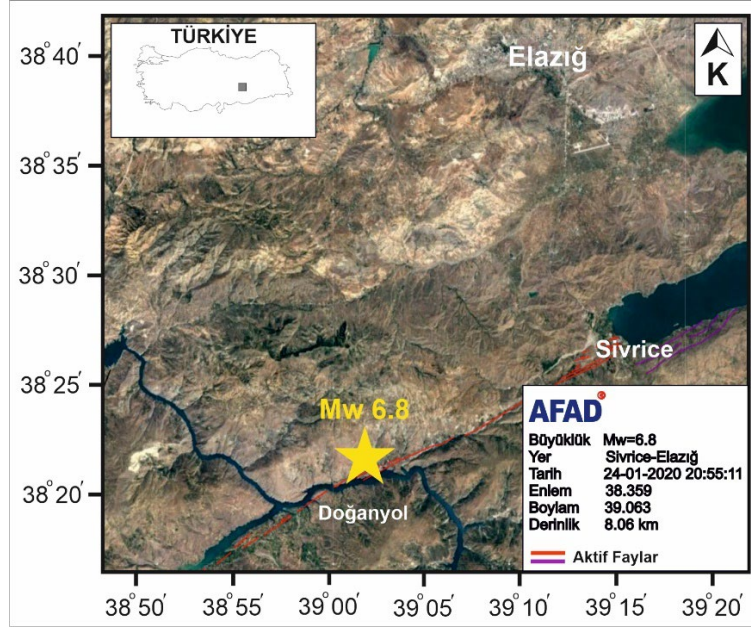 TÜRKİYE
Elazığ
K
38°40'
38°35'
38°30'
38°25'
38°20'
Sivrice
Mw 6.8
Doğanyol
AFAD
Büyüklük Mw=6.8
Yer Sivrice-Elazığ
Tarih 24-01-2020 20:55:11
Enlem 38.359
Boylam 39.063
Derinlik 8.06 km
Aktif Faylar
38°50' 38°55' 39°00' 39°05' 39°10' 39°15' 39°20'